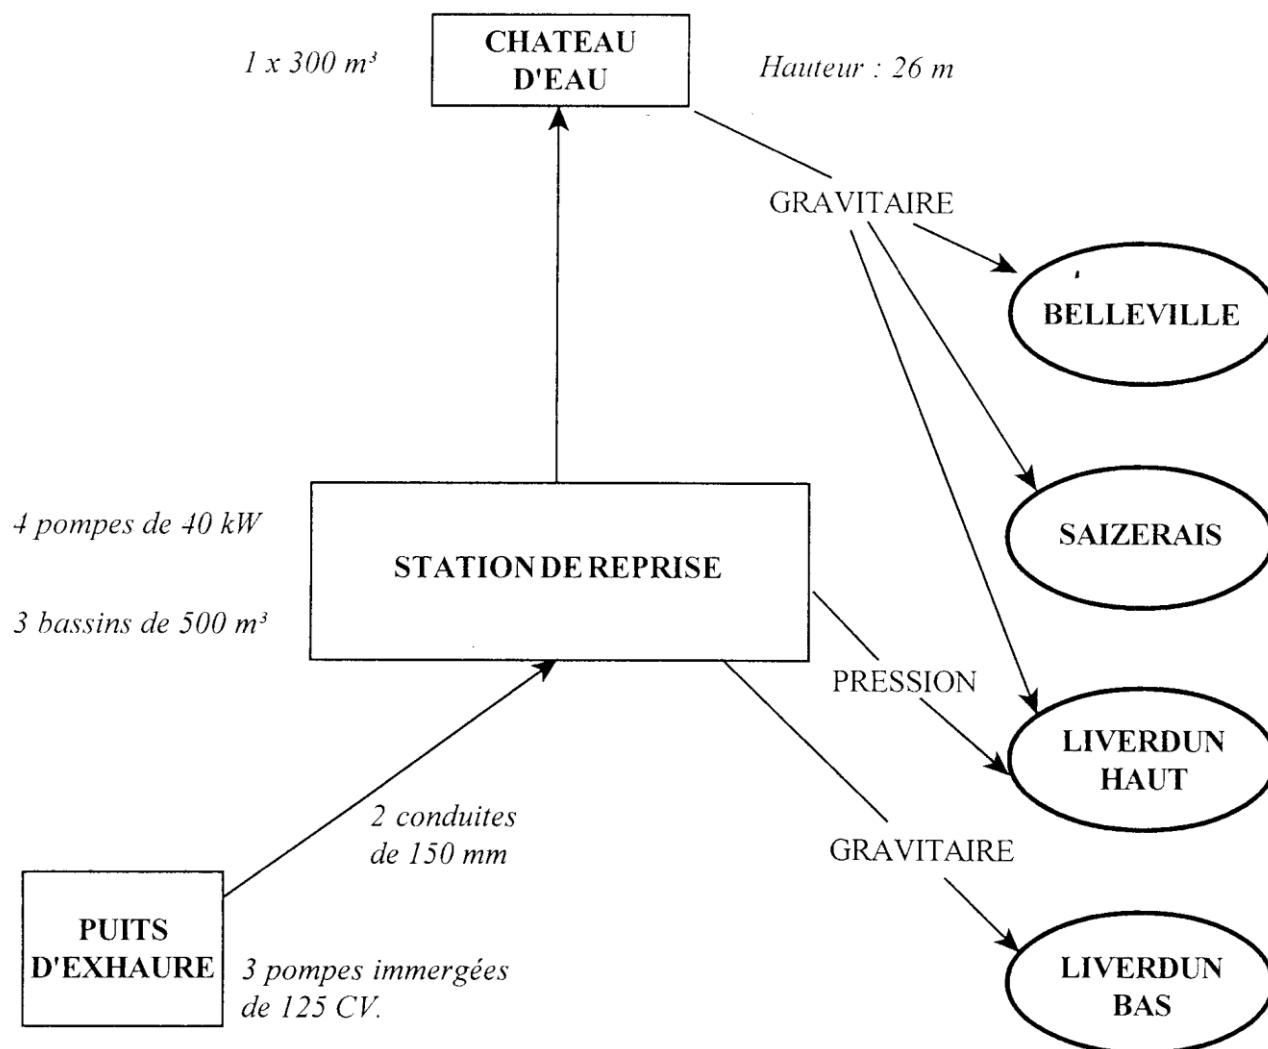 CHATEAU
D'EAU
1 x 300 m³
Hauteur : 26 m
GRAVITAIRE
BELLEVILLE
4 pompes de 40 kW
STATION DE REPRISE
SAIZERAIS
3 bassins de 500 m³
PRESSION
LIVERDUN
HAUT
2 conduites
de 150 mm
GRAVITAIRE
PUITS
D'EXHAURE
3 pompes immergées
de 125 CV.
LIVERDUN
BAS